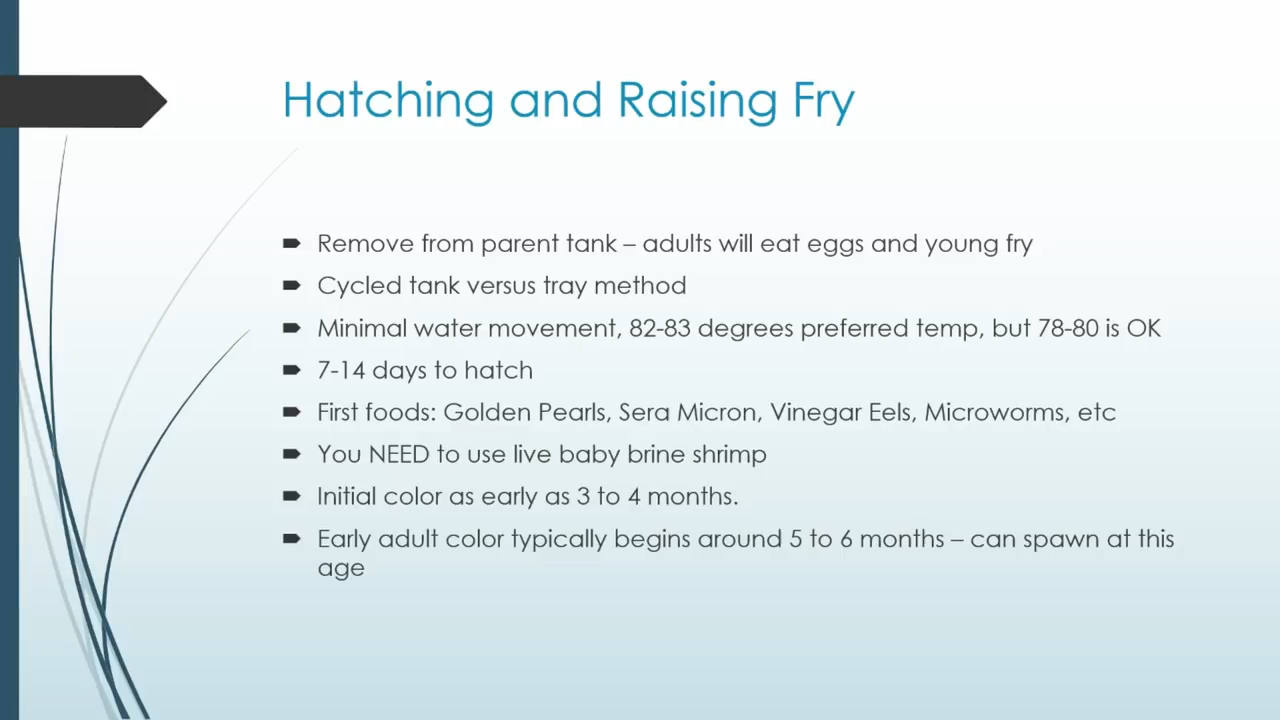 Hatching and Raising Fry
Remove from parent tank – adults will eat eggs and young fry
Cycled tank versus tray method
Minimal water movement, 82-83 degrees preferred temp, but 78-80 is OK
7-14 days to hatch
First foods: Golden Pearls, Sera Micron, Vinegar Eels, Microworms, etc
You NEED to use live baby brine shrimp
Initial color as early as 3 to 4 months.
Early adult color typically begins around 5 to 6 months – can spawn at this
age